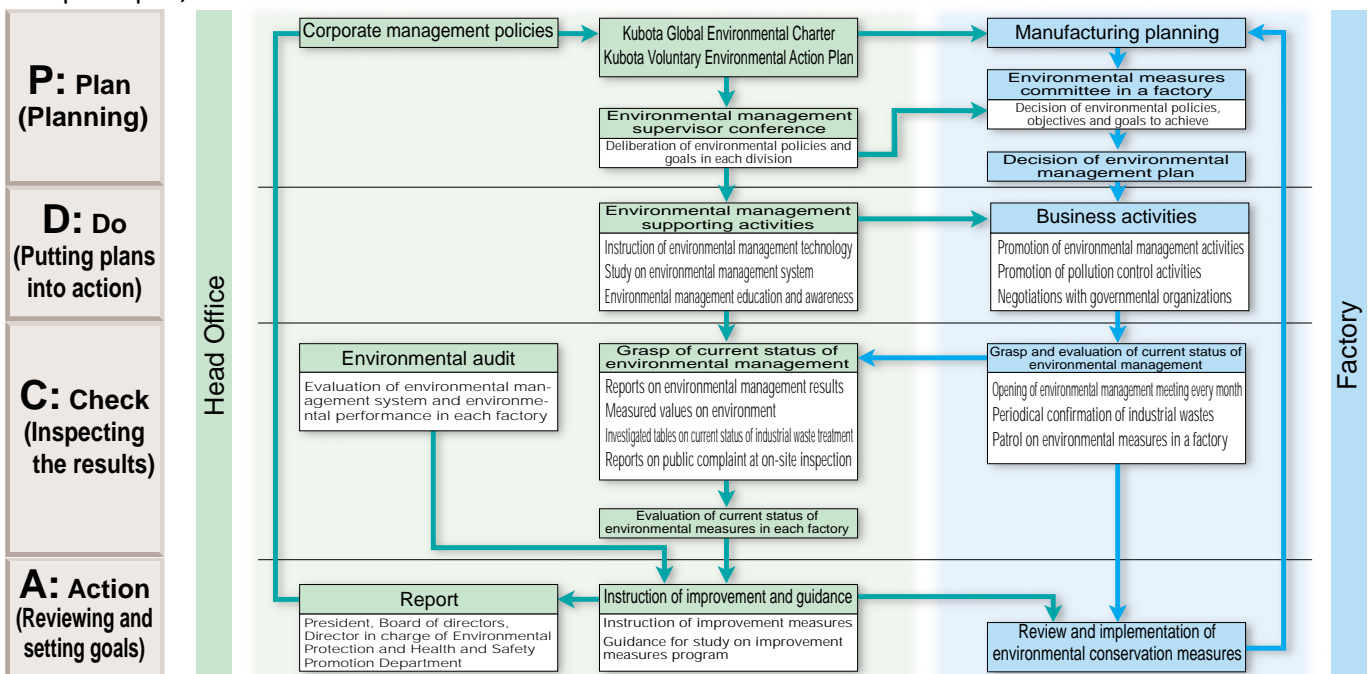 P: Plan
(Planning)
D: Do
(Putting plans
into action)
C: Check
(Inspecting
the results)
A: Action
(Reviewing and
setting goals)
Head Office
Corporate management policies
Kubota Global Environmental Charter
Kubota Voluntary Environmental Action Plan
Environmental management
supervisor conference
Deliberation of environmental policies and
goals in each division
Environmental management
supporting activities
Instruction of environmental management technology
Study on environmental management system
Environmental management education and awareness
Environmental audit
Evaluation of environmental man-
agement system and environme-
ntal performance in each factory
Grasp of current status of
environmental management
Reports on environmental management results
Measured values on environment
Investigated tables on current status of industrial waste treatment
Reports on public complaint at on-site inspection
Evaluation of current status of
environmental measures in each factory
Report
President, Board of directors,
Director in charge of Environmental
Protection and Health and Safety
Promotion Department
Instruction of improvement and guidance
Instruction of improvement measures
Guidance for study on improvement
measures program
Manufacturing planning
Environmental measures
committee in a factory
Decision of environmental policies,
objectives and goals to achieve
Decision of environmental
management plan
Business activities
Promotion of environmental management activities
Promotion of pollution control activities
Negotiations with governmental organizations
Grasp and evaluation of current status of
environmental management
Opening of environmental management meeting every month
Periodical confirmation of industrial wastes
Patrol on environmental measures in a factory
Review and implementation of
environmental conservation measures
Factory